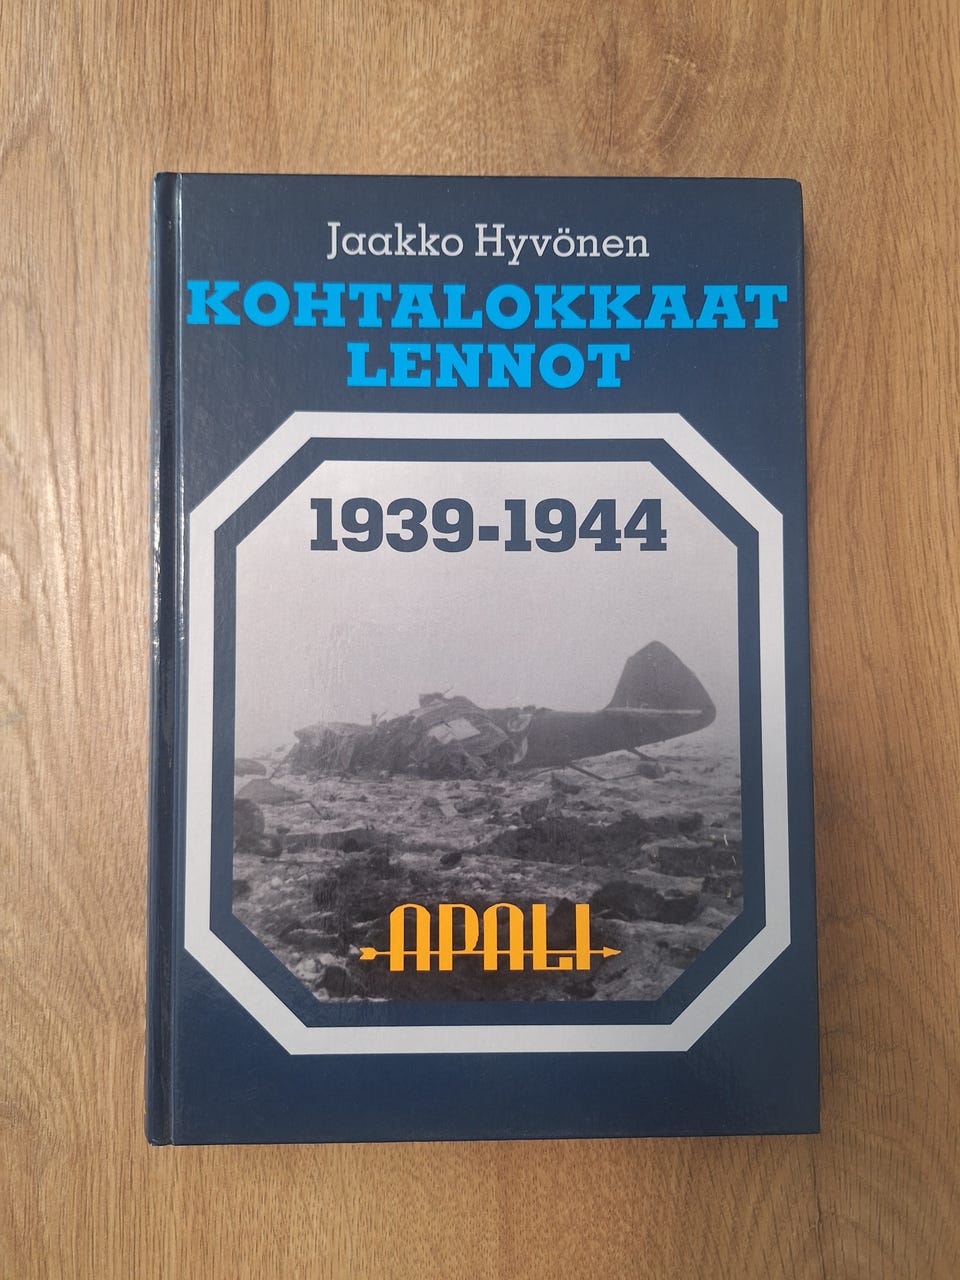 Jaakko Hyvönen
KOHTALOKKAAT
LENNOT
1939-1944
APALI